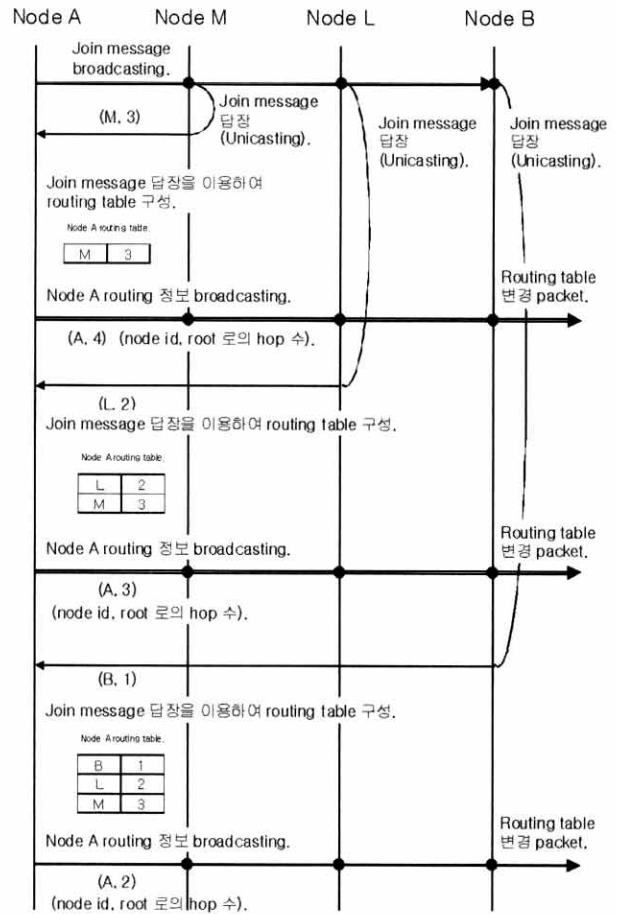 Node A Node M Node L Node B
Join message
broadcasting.
(M, 3)
Join message
답장
(Unicasting).
Join message
답장
(Unicasting).
Join message
답장
(Unicasting).
Join message 답장을 이용하여
routing table 구성.
Node A routing table.
M 3
Routing table
변경 packet.
Node A routing 정보 broadcasting.
(A, 4) (node id, root 로의 hop 수).
(L, 2)
Join message 답장을 이용하여 routing table 구성.
Node A routing table.
L 2
M 3
Routing table
변경 packet.
Node A routing 정보 broadcasting.
(A, 3)
(node id, root 로의 hop 수).
(B, 1)
Join message 답장을 이용하여 routing table 구성.
Node A routing table.
B 1
L 2
M 3
Routing table
변경 packet.
Node A routing 정보 broadcasting.
(A, 2)
(node id, root 로의 hop 수).